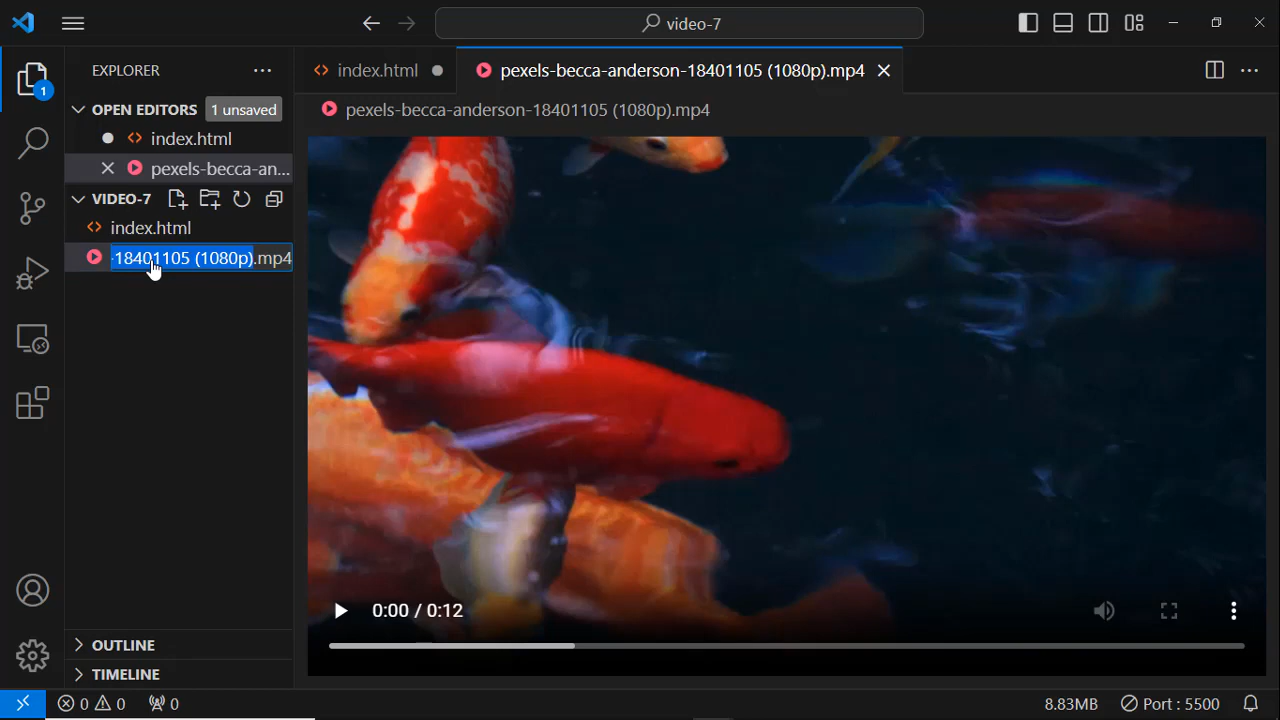 video-7
EXPLORER
OPEN EDITORS 1 unsaved
index.html
pexels-becca-an...
VIDEO-7
index.html
-18401105 (1080p).mp4
OUTLINE
TIMELINE
index.html
pexels-becca-anderson-18401105 (1080p).mp4
pexels-becca-anderson-18401105 (1080p).mp4
0:00 / 0:12
1
0 0 0
8.83MB Port : 5500